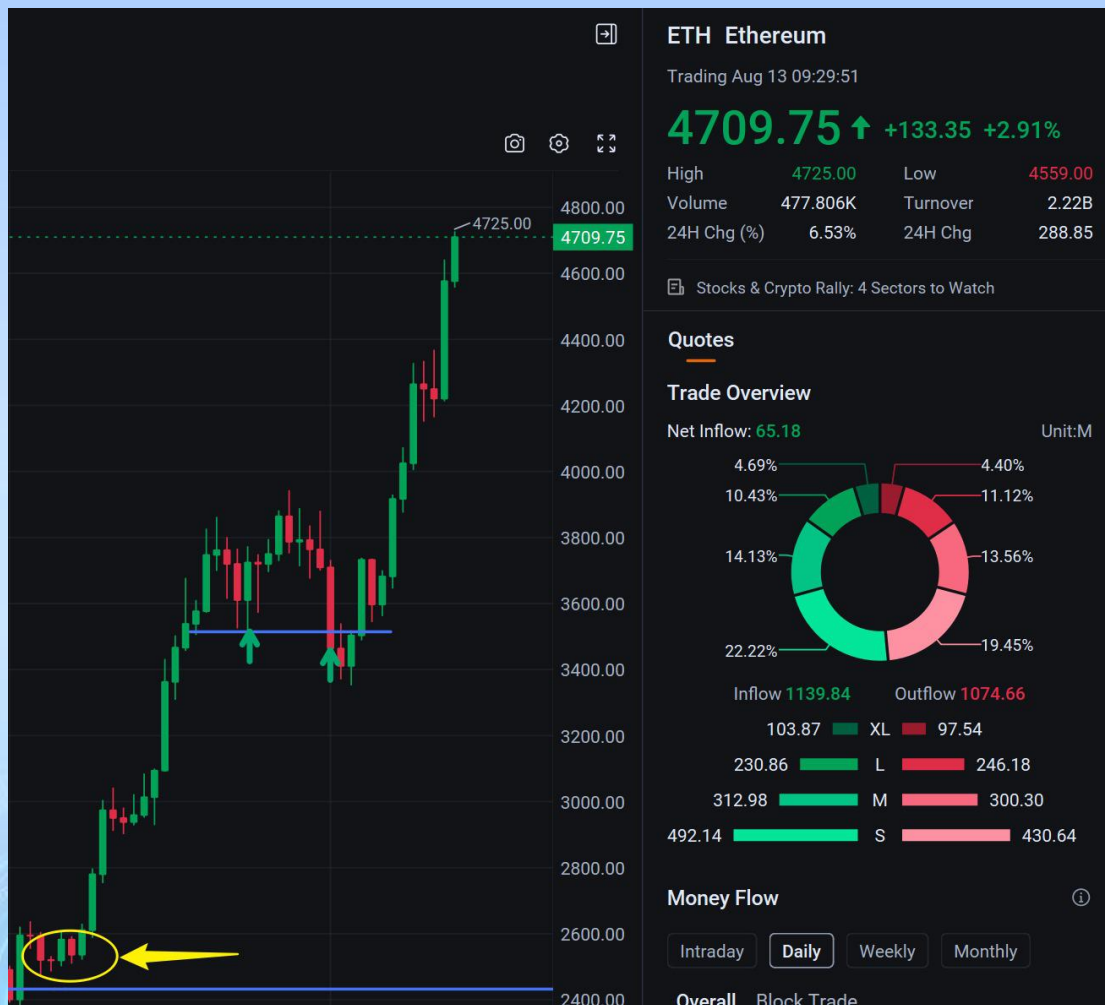 ETH Ethereum
Trading Aug 13 09:29:51
4709.75 +133.35 +2.91%
High 4725.00 Low 4559.00
Volume 477.806K Turnover 2.22B
24H Chg (%) 6.53% 24H Chg 288.85
Stocks & Crypto Rally: 4 Sectors to Watch
4725.00
4800.00
4709.75
4600.00
4400.00
4200.00
4000.00
3800.00
3600.00
3400.00
3200.00
3000.00
2800.00
2600.00
2400.00
Quotes
Trade Overview
Net Inflow: 65.18 Unit:M
4.69% 4.40%
10.43% 11.12%
14.13% 13.56%
22.22% 19.45%
Inflow 1139.84 Outflow 1074.66
103.87 XL 97.54
230.86 L 246.18
312.98 M 300.30
492.14 S 430.64
Money Flow
Intraday Daily Weekly Monthly
Overall Block Trade